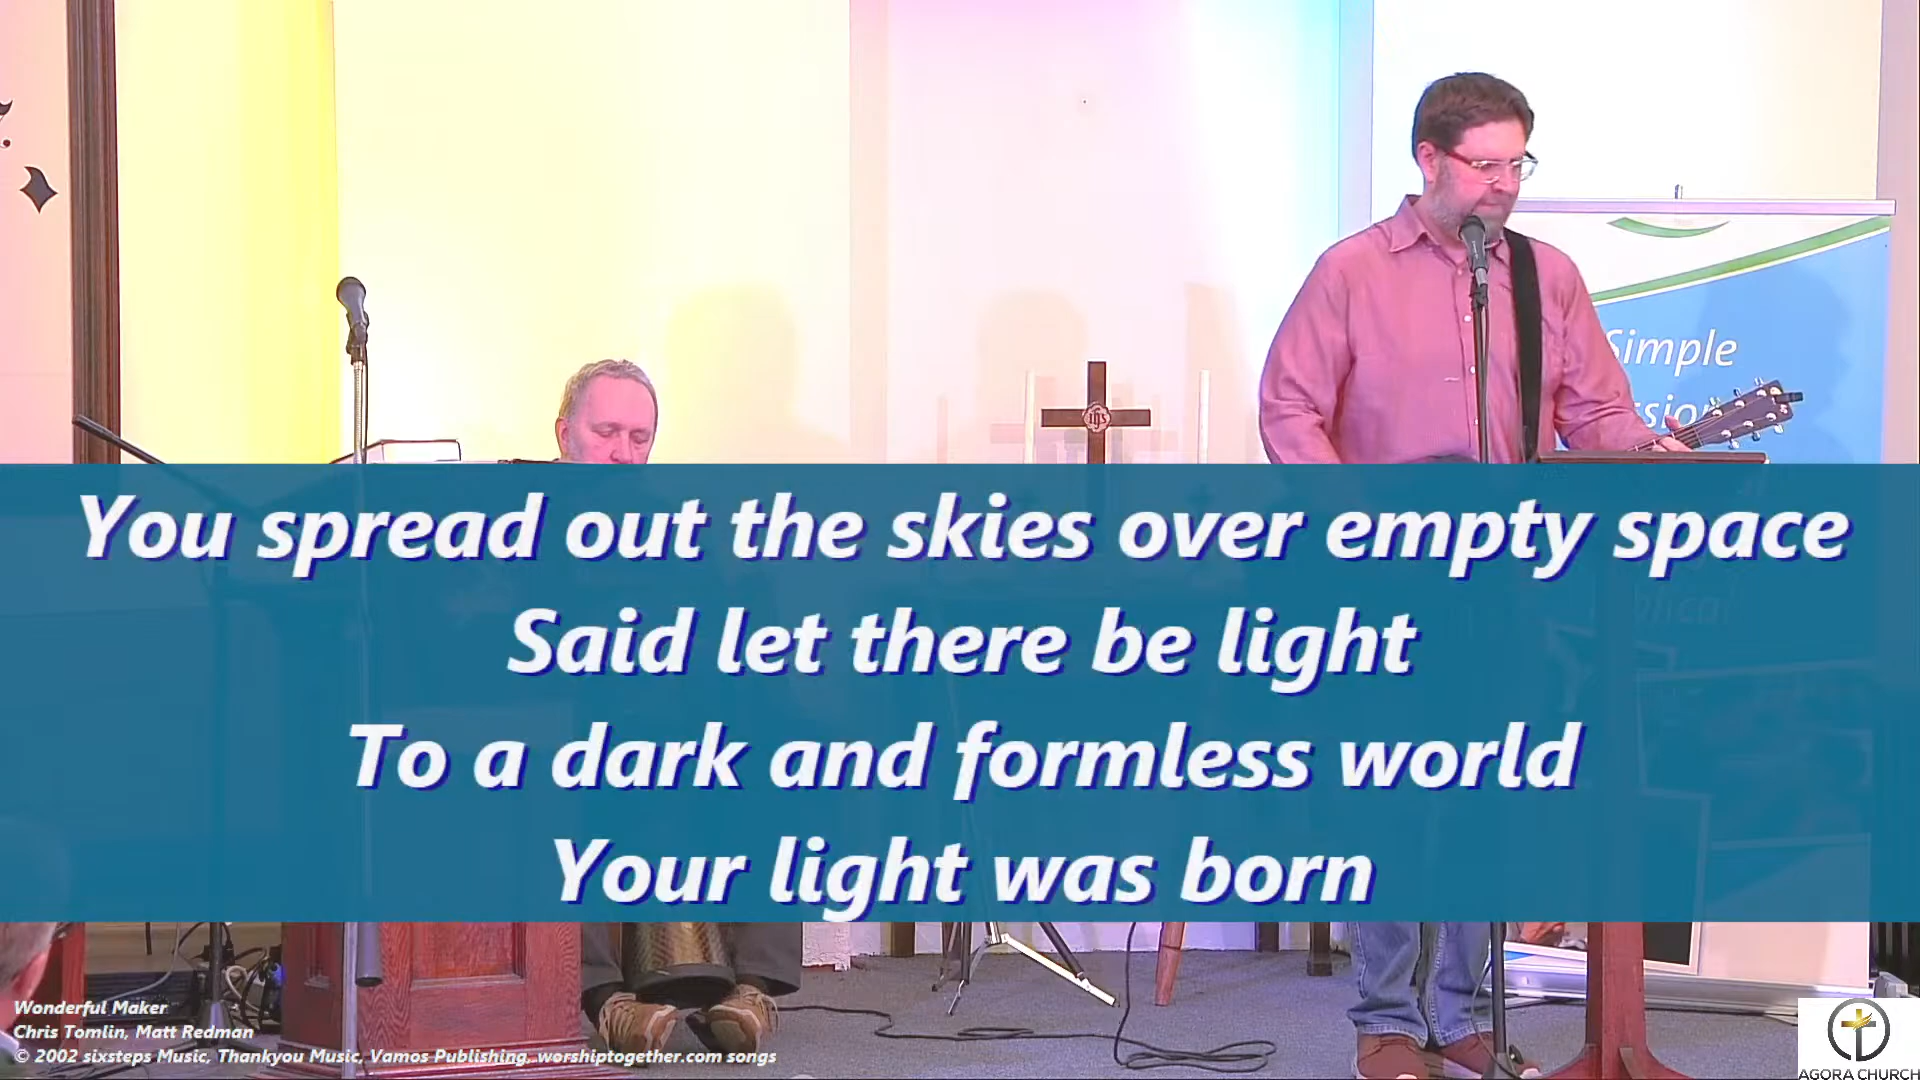 Simple
ihs
You spread out the skies over empty space
Said let there be light
To a dark and formless world
Your light was born
Wonderful Maker
Chris Tomlin, Matt Redman
© 2002 sixsteps Music, Thankyou Music, Vamos Publishing, worshiptogether.com songs
AGORA CHURCH